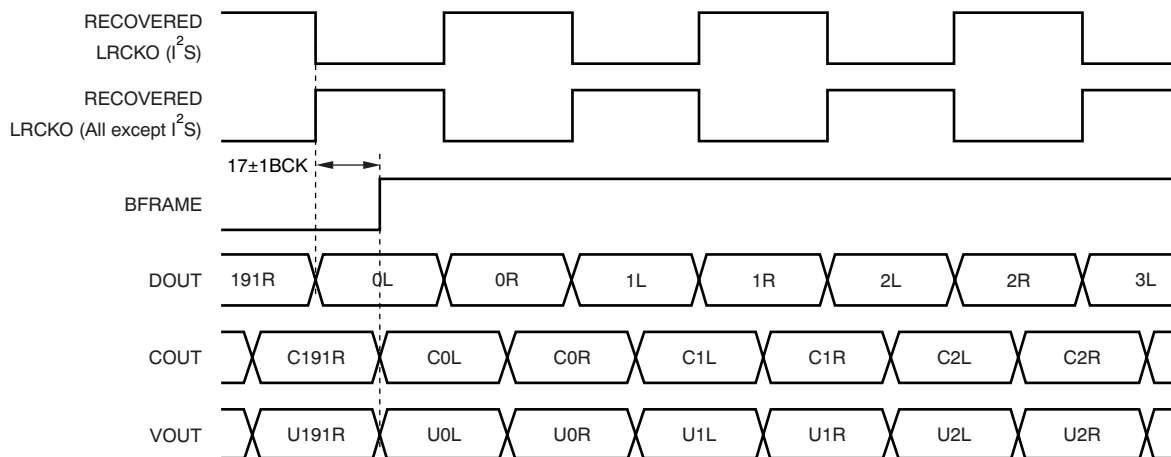 RECOVERED
LRCKO (I²S)
RECOVERED
LRCKO (All except I²S)
17±1BCK
BFRAME
DOUT 191R 0L 0R 1L 1R 2L 2R 3L
COUT C191R C0L C0R C1L C1R C2L C2R
VOUT U191R U0L U0R U1L U1R U2L U2R